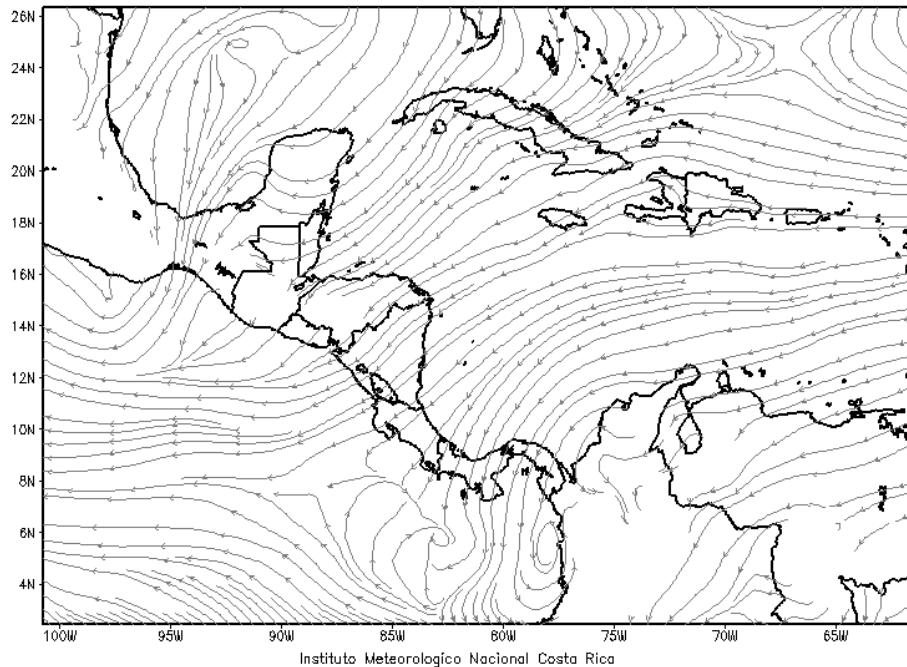 26N
24N
22N
20N
18N
16N
14N
12N
10N
8N
6N
4N
100W 95W 90W 85W 80W 75W 70W 65W
Instituto Meteorologico Nacional Costa Rica